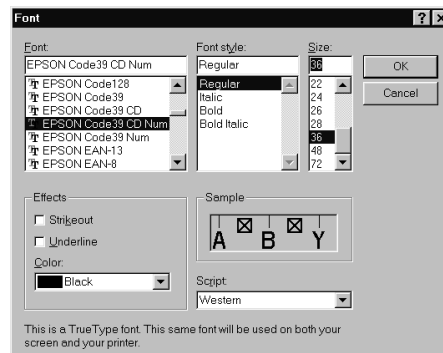 Font
Font: Font style: Size:
EPSON Code39 CD Num Regular 36 OK
EPSON Code128 Regular 22 Cancel
EPSON Code39 Italic 24
EPSON Code39 CD Bold 26
EPSON Code39 CD Num Bold Italic 28
EPSON Code39 Num 36
EPSON EAN-13 48
EPSON EAN-8 72
Effects Sample
Strikeout
Underline
A B Y
Color:
Black
Script:
Western
This is a TrueType font. This same font will be used on both your
screen and your printer.